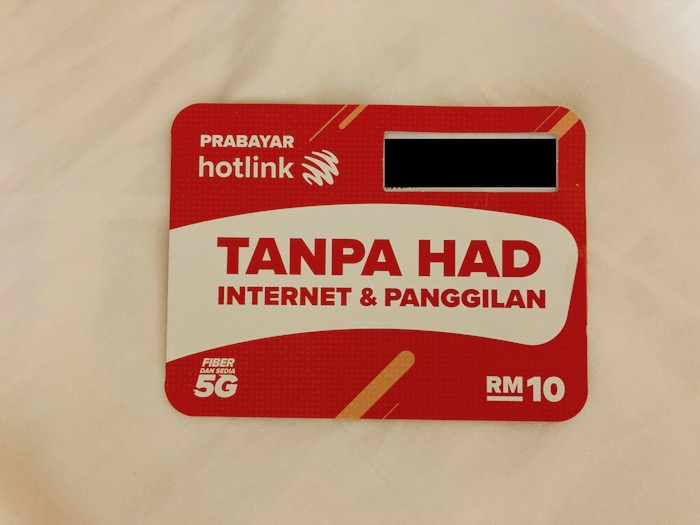 PRABAYAR
hotlink
TANPA HAD
INTERNET & PANGGILAN
FIBER
DAN SEDIA
5G
RM10